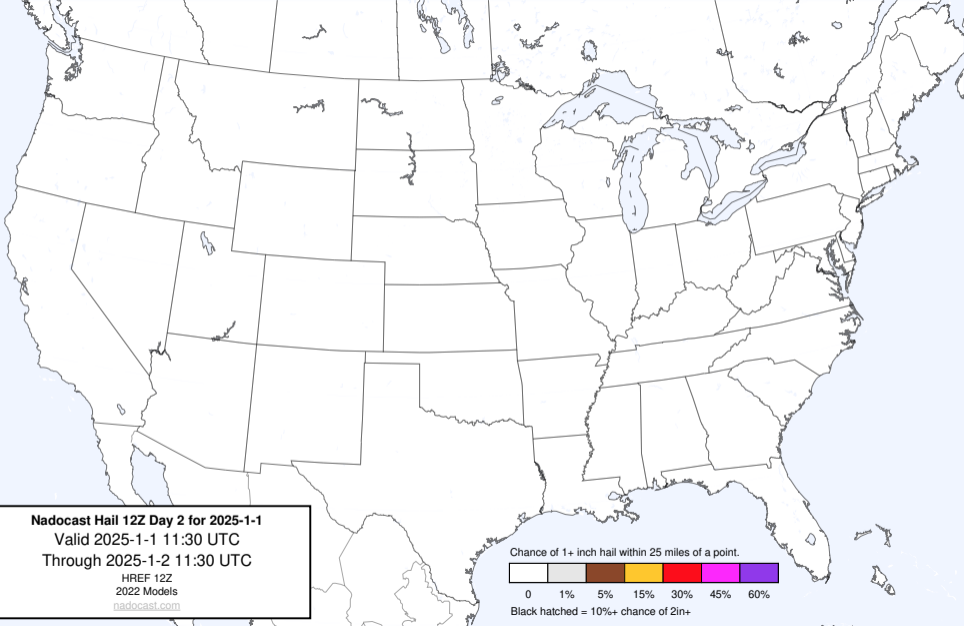 Nadocast Hail 12Z Day 2 for 2025-1-1
Valid 2025-1-1 11:30 UTC
Through 2025-1-2 11:30 UTC
HREF 12Z
2022 Models
nadocast.com
Chance of 1+ inch hail within 25 miles of a point.
0 1% 5% 15% 30% 45% 60%
Black hatched = 10%+ chance of 2in+